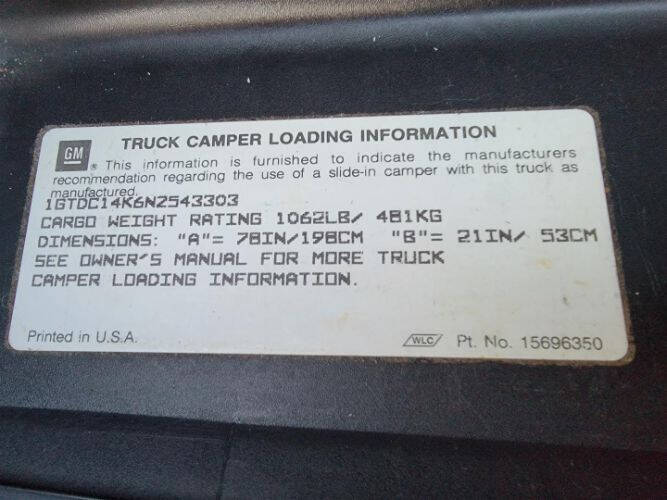 GM
TRUCK CAMPER LOADING INFORMATION
® This information is furnished to indicate the manufacturers
recommendation regarding the use of a slide-in camper with this truck as
manufactured.
1GTDC14K6NZ543303
CARGO WEIGHT RATING 1062LB/ 481KG
DIMENSIONS: "A"= 78IN/198CM "B"= 21IN/ 53CM
SEE OWNER'S MANUAL FOR MORE TRUCK
CAMPER LOADING INFORMATION.
Printed in U.S.A.
WLC Pt. No. 15696350